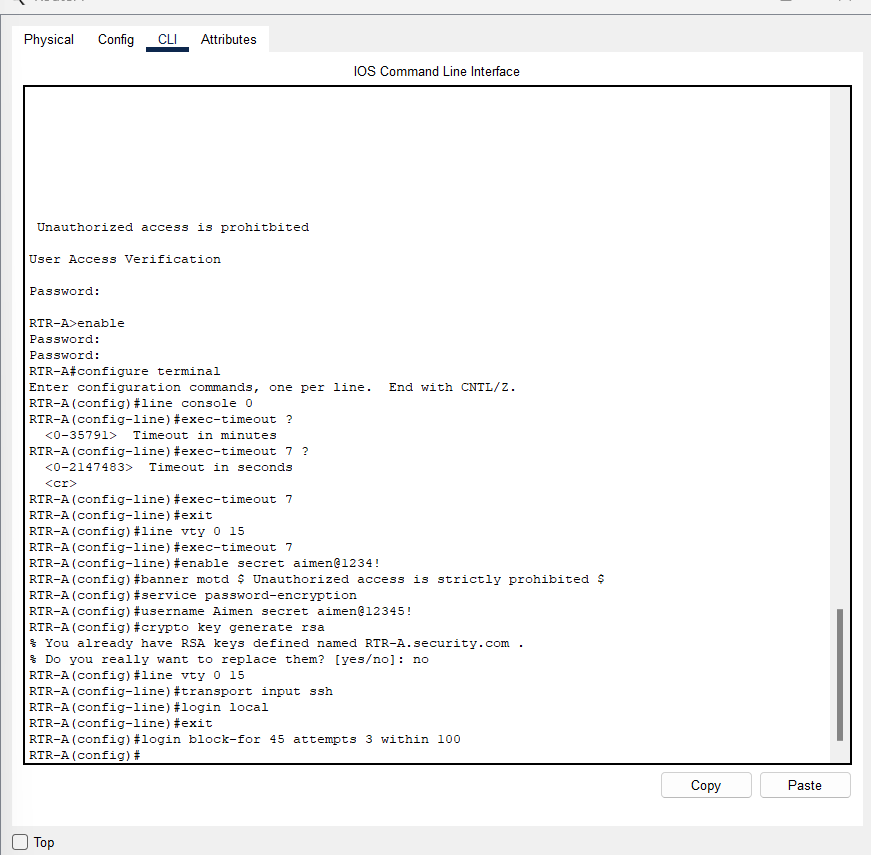 Physical Config CLI Attributes
IOS Command Line Interface
Unauthorized access is prohitbited
User Access Verification
Password:
RTR-A>enable
Password:
Password:
RTR-A#configure terminal
Enter configuration commands, one per line.  End with CNTL/Z.
RTR-A(config)#line console 0
RTR-A(config-line)#exec-timeout ?
  <0-35791>  Timeout in minutes
RTR-A(config-line)#exec-timeout 7 ?
  <0-2147483>  Timeout in seconds
  <cr>
RTR-A(config-line)#exec-timeout 7
RTR-A(config-line)#exit
RTR-A(config)#line vty 0 15
RTR-A(config-line)#exec-timeout 7
RTR-A(config-line)#enable secret aimen@1234!
RTR-A(config)#banner motd $ Unauthorized access is strictly prohibited $
RTR-A(config)#service password-encryption
RTR-A(config)#username Aimen secret aimen@12345!
RTR-A(config)#crypto key generate rsa
% You already have RSA keys defined named RTR-A.security.com .
% Do you really want to replace them? [yes/no]: no
RTR-A(config)#line vty 0 15
RTR-A(config-line)#transport input ssh
RTR-A(config-line)#login local
RTR-A(config-line)#exit
RTR-A(config)#login block-for 45 attempts 3 within 100
RTR-A(config)#
Copy Paste
Top